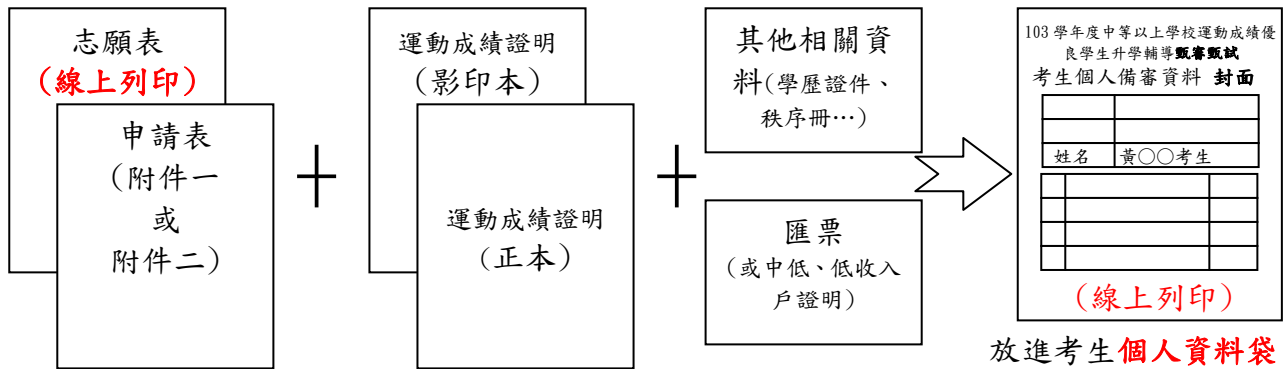 志願表
(線上列印)
申請表
(附件一
或
附件二)
＋
運動成績證明
(影印本)
運動成績證明
(正本)
＋
其他相關資
料(學歷證件、
秩序冊…)
匯票
(或中低、低收入
戶證明)
103 學年度中等以上學校運動成績優
良學生升學輔導甄審甄試
考生個人備審資料 封面
姓名 黃○○考生
(線上列印)
放進考生個人資料袋